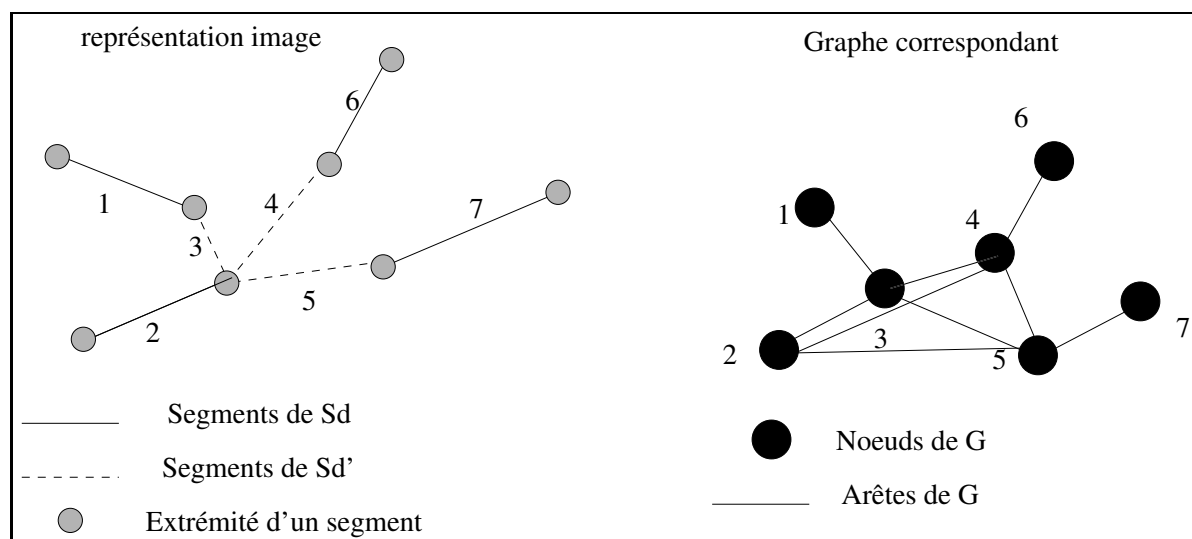 représentation image
6
1
4
7
3
5
2
Segments de Sd
Segments de Sd’
Extrémité d’un segment
Graphe correspondant
6
1
4
7
3
2
5
Noeuds de G
Arêtes de G